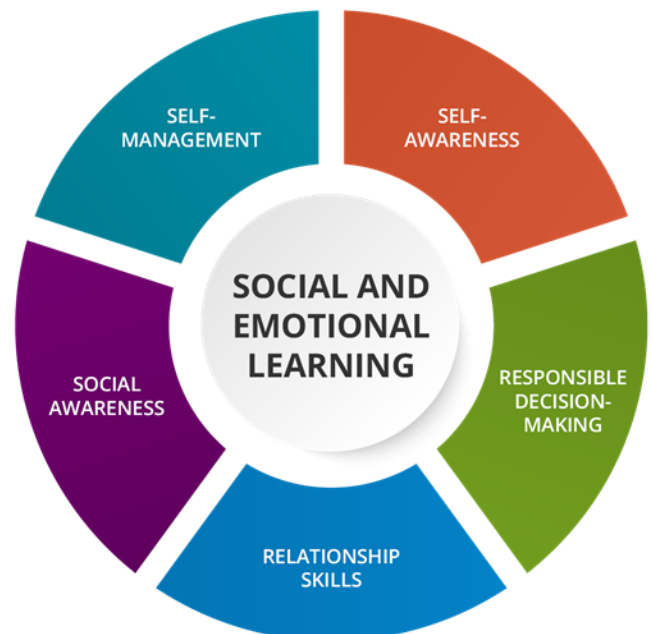 SELF-
MANAGEMENT
SELF-
AWARENESS
SOCIAL AND
EMOTIONAL
LEARNING
SOCIAL
AWARENESS
RESPONSIBLE
DECISION-
MAKING
RELATIONSHIP
SKILLS